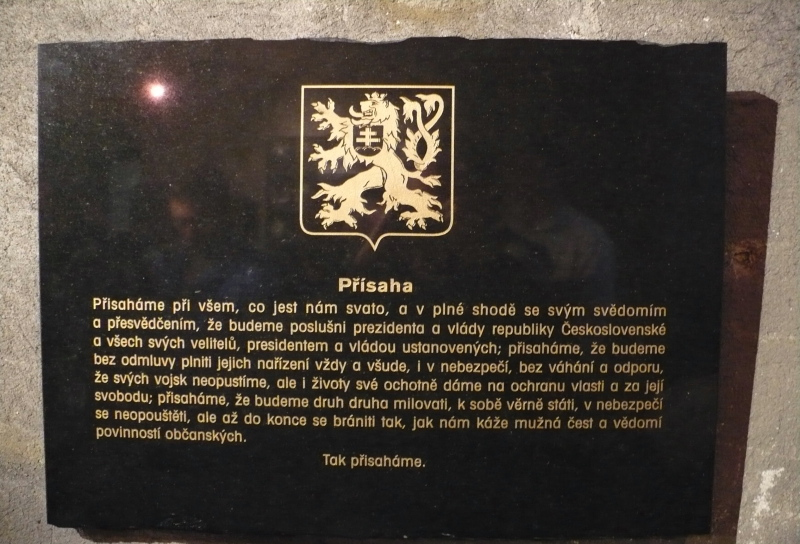 Přísaha
Přisaháme při všem, co jest nám svato, a v plné shodě se svým svědomím
a přesvědčením, že budeme poslušni prezidenta a vlády republiky Československé
a všech svých velitelů, presidentem a vládou ustanovených; přisaháme, že budeme
bez odmluvy plniti jejich nařízení vždy a všude, i v nebezpečí, bez váhání a odporu,
že svých vojsk neopustíme, ale i životy své ochotně dáme na ochranu vlasti a za její
svobodu; přisaháme, že budeme druh druha milovati, k sobě věrně státi, v nebezpečí
se neopouštěti, ale až do konce se brániti tak, jak nám káže mužná čest a vědomí
povinností občanských.
Tak přisaháme.